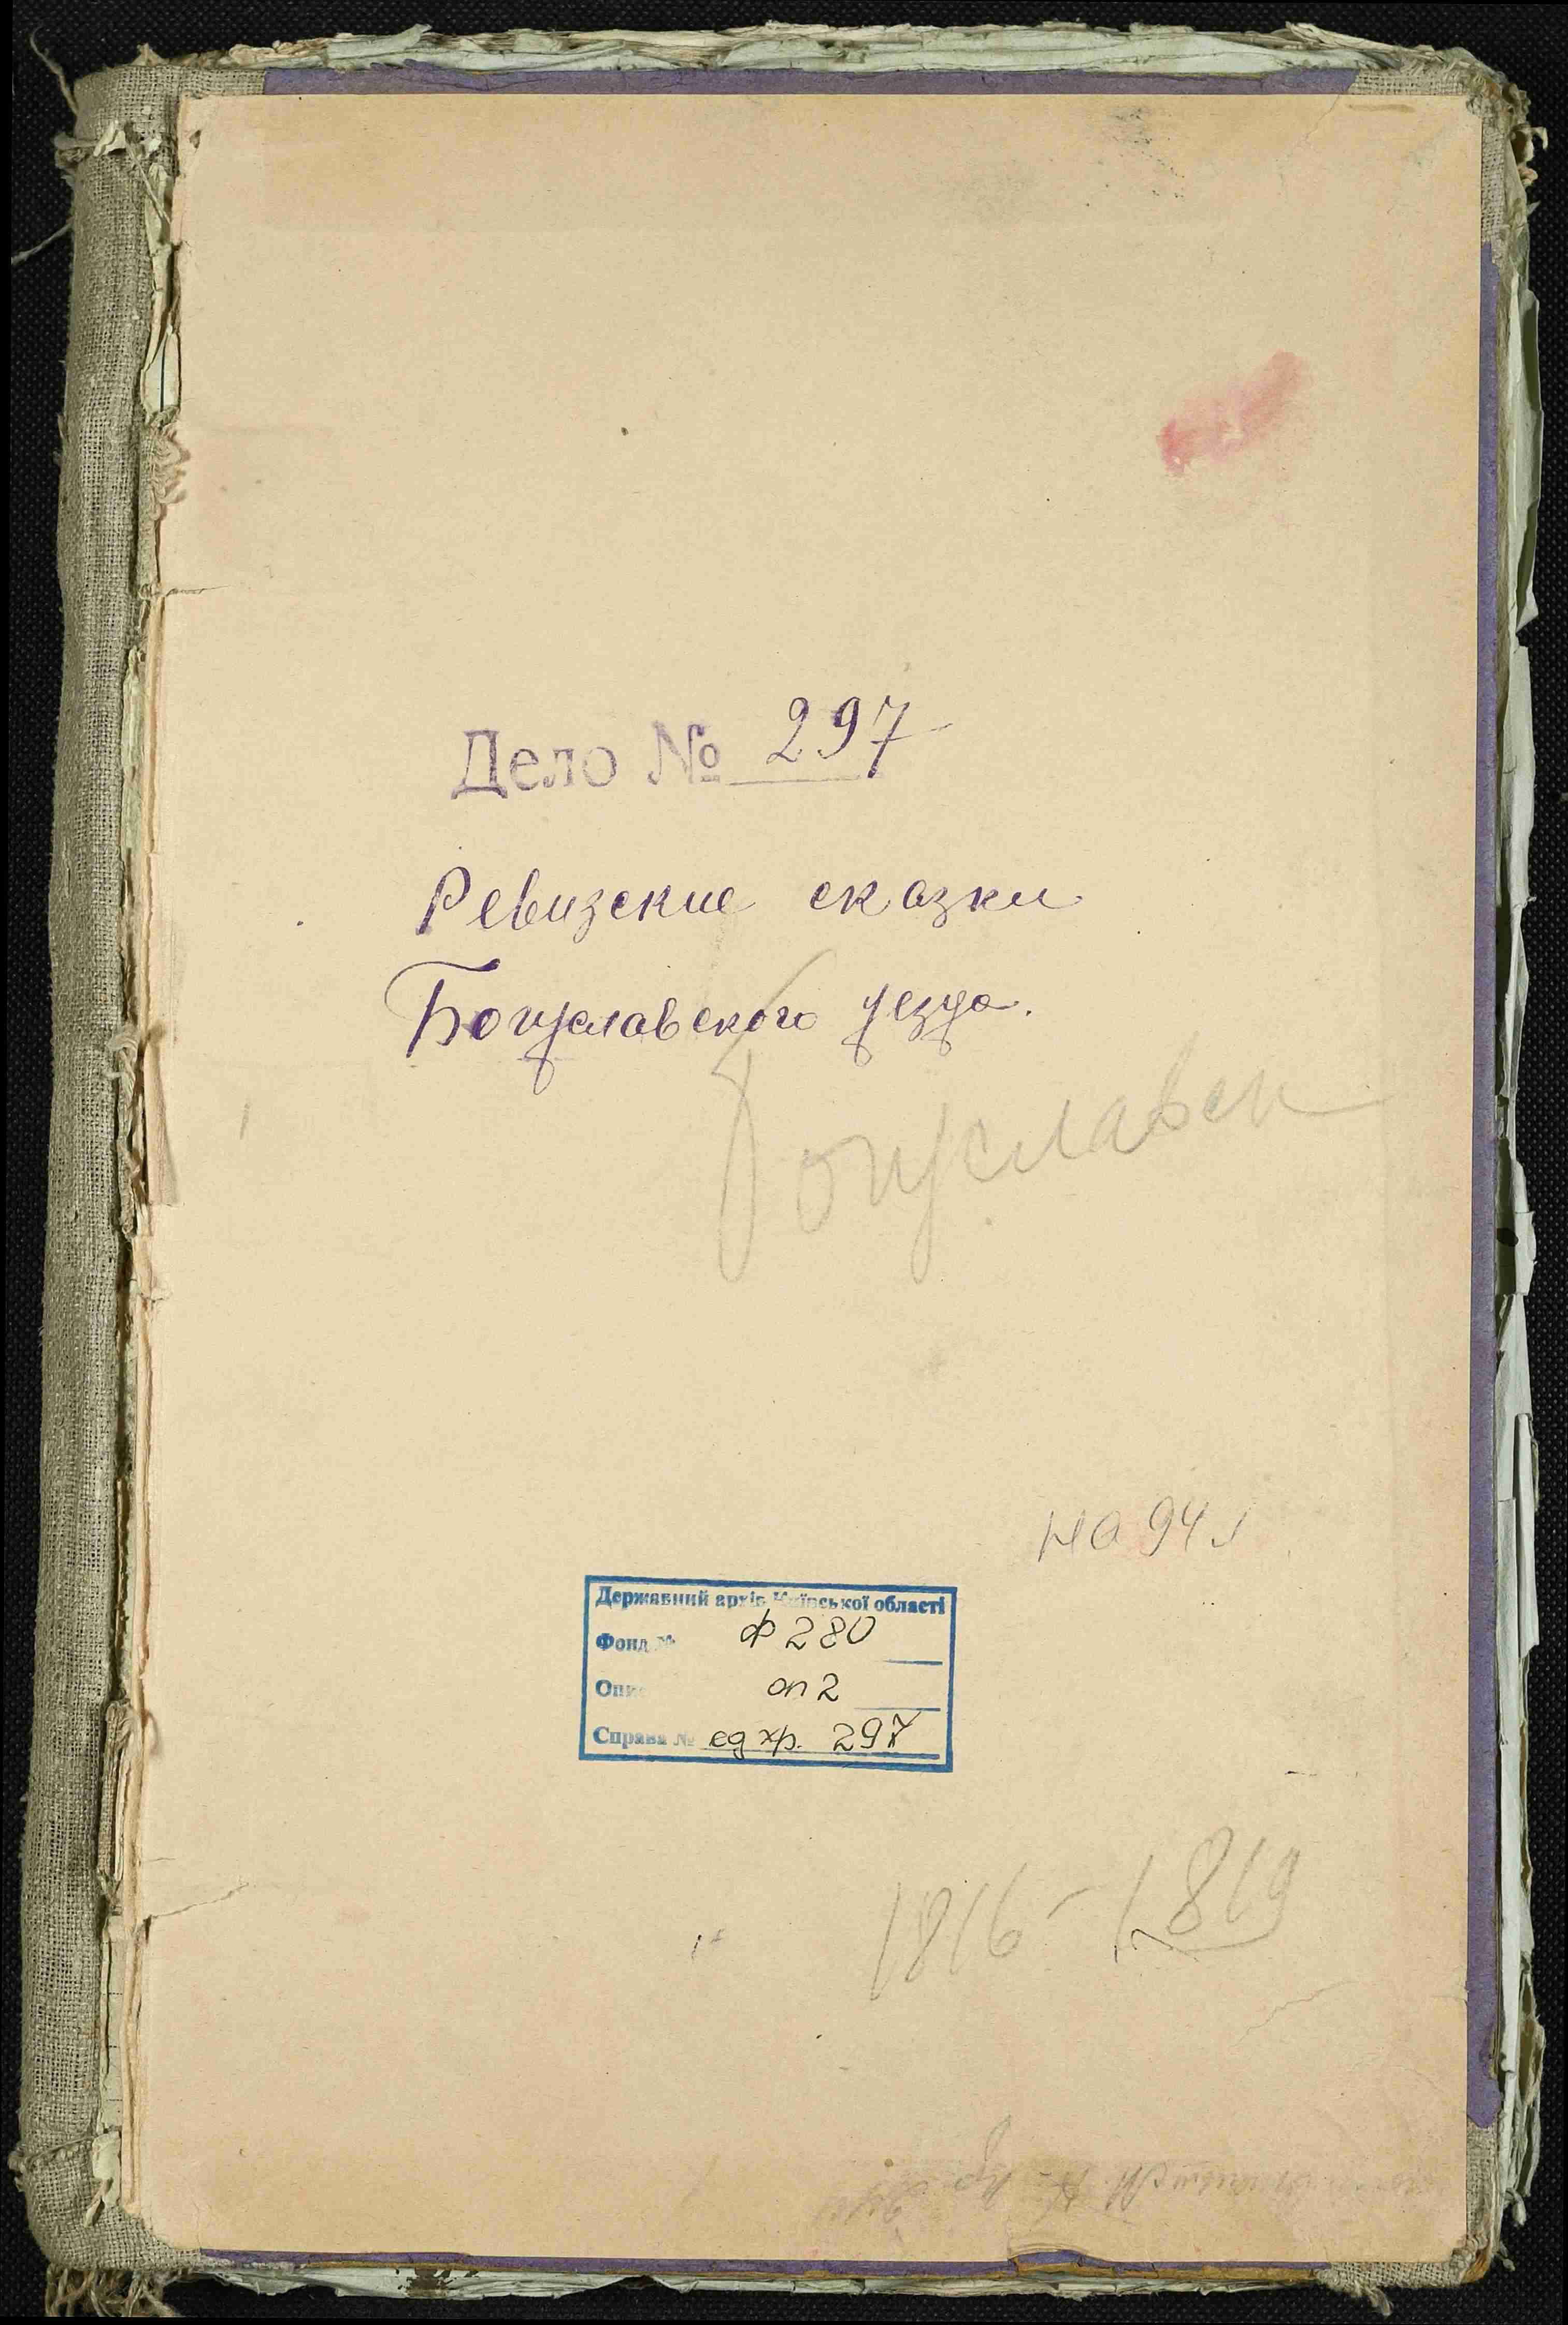 Дело № 297
Ревизские сказки
Богуславского уезда.
Богуславск
на 94 л
Державний архів Київської області
Фонд № ф 280
Опис оп 2
Справа № ед хр. 297
1816 - 1819